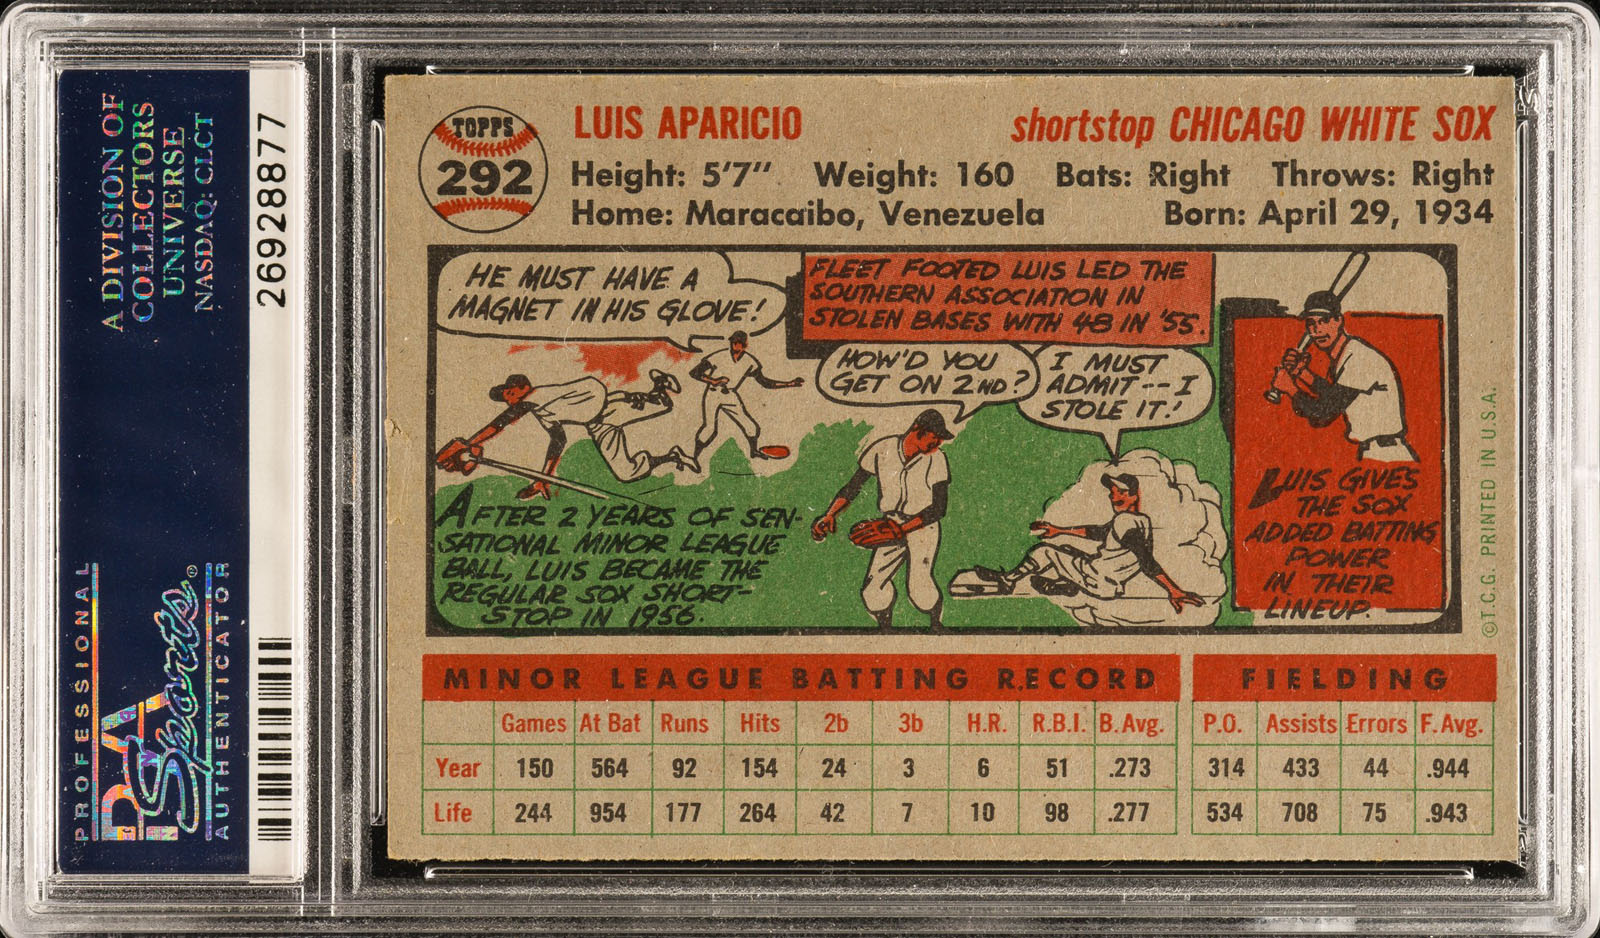 A DIVISION OF
COLLECTORS
UNIVERSE
NASDAQ: CLCT
26928877
PROFESSIONAL
PSA
Sports®
AUTHENTICATOR
TOPPS
292
LUIS APARICIO
shortstop CHICAGO WHITE SOX
Height: 5'7" Weight: 160 Bats: Right Throws: Right
Home: Maracaibo, Venezuela Born: April 29, 1934
HE MUST HAVE A
MAGNET IN HIS GLOVE!
FLEET FOOTED LUIS LED THE
SOUTHERN ASSOCIATION IN
STOLEN BASES WITH 48 IN '55.
HOW'D YOU
GET ON 2ND?
I MUST
ADMIT--I
STOLE IT!
AFTER 2 YEARS OF SEN-
SATIONAL MINOR LEAGUE
BALL, LUIS BECAME THE
REGULAR SOX SHORT-
STOP IN 1956.
LUIS GIVES
THE SOX
ADDED BATTING
POWER
IN THEIR
LINEUP.
©T.C.G. PRINTED IN U.S.A.
MINOR LEAGUE BATTING RECORD FIELDING
Games At Bat Runs Hits 2b 3b H.R. R.B.I. B. Avg. P.O. Assists Errors F. Avg.
Year 150 564 92 154 24 3 6 51 .273 314 433 44 .944
Life 244 954 177 264 42 7 10 98 .277 534 708 75 .943